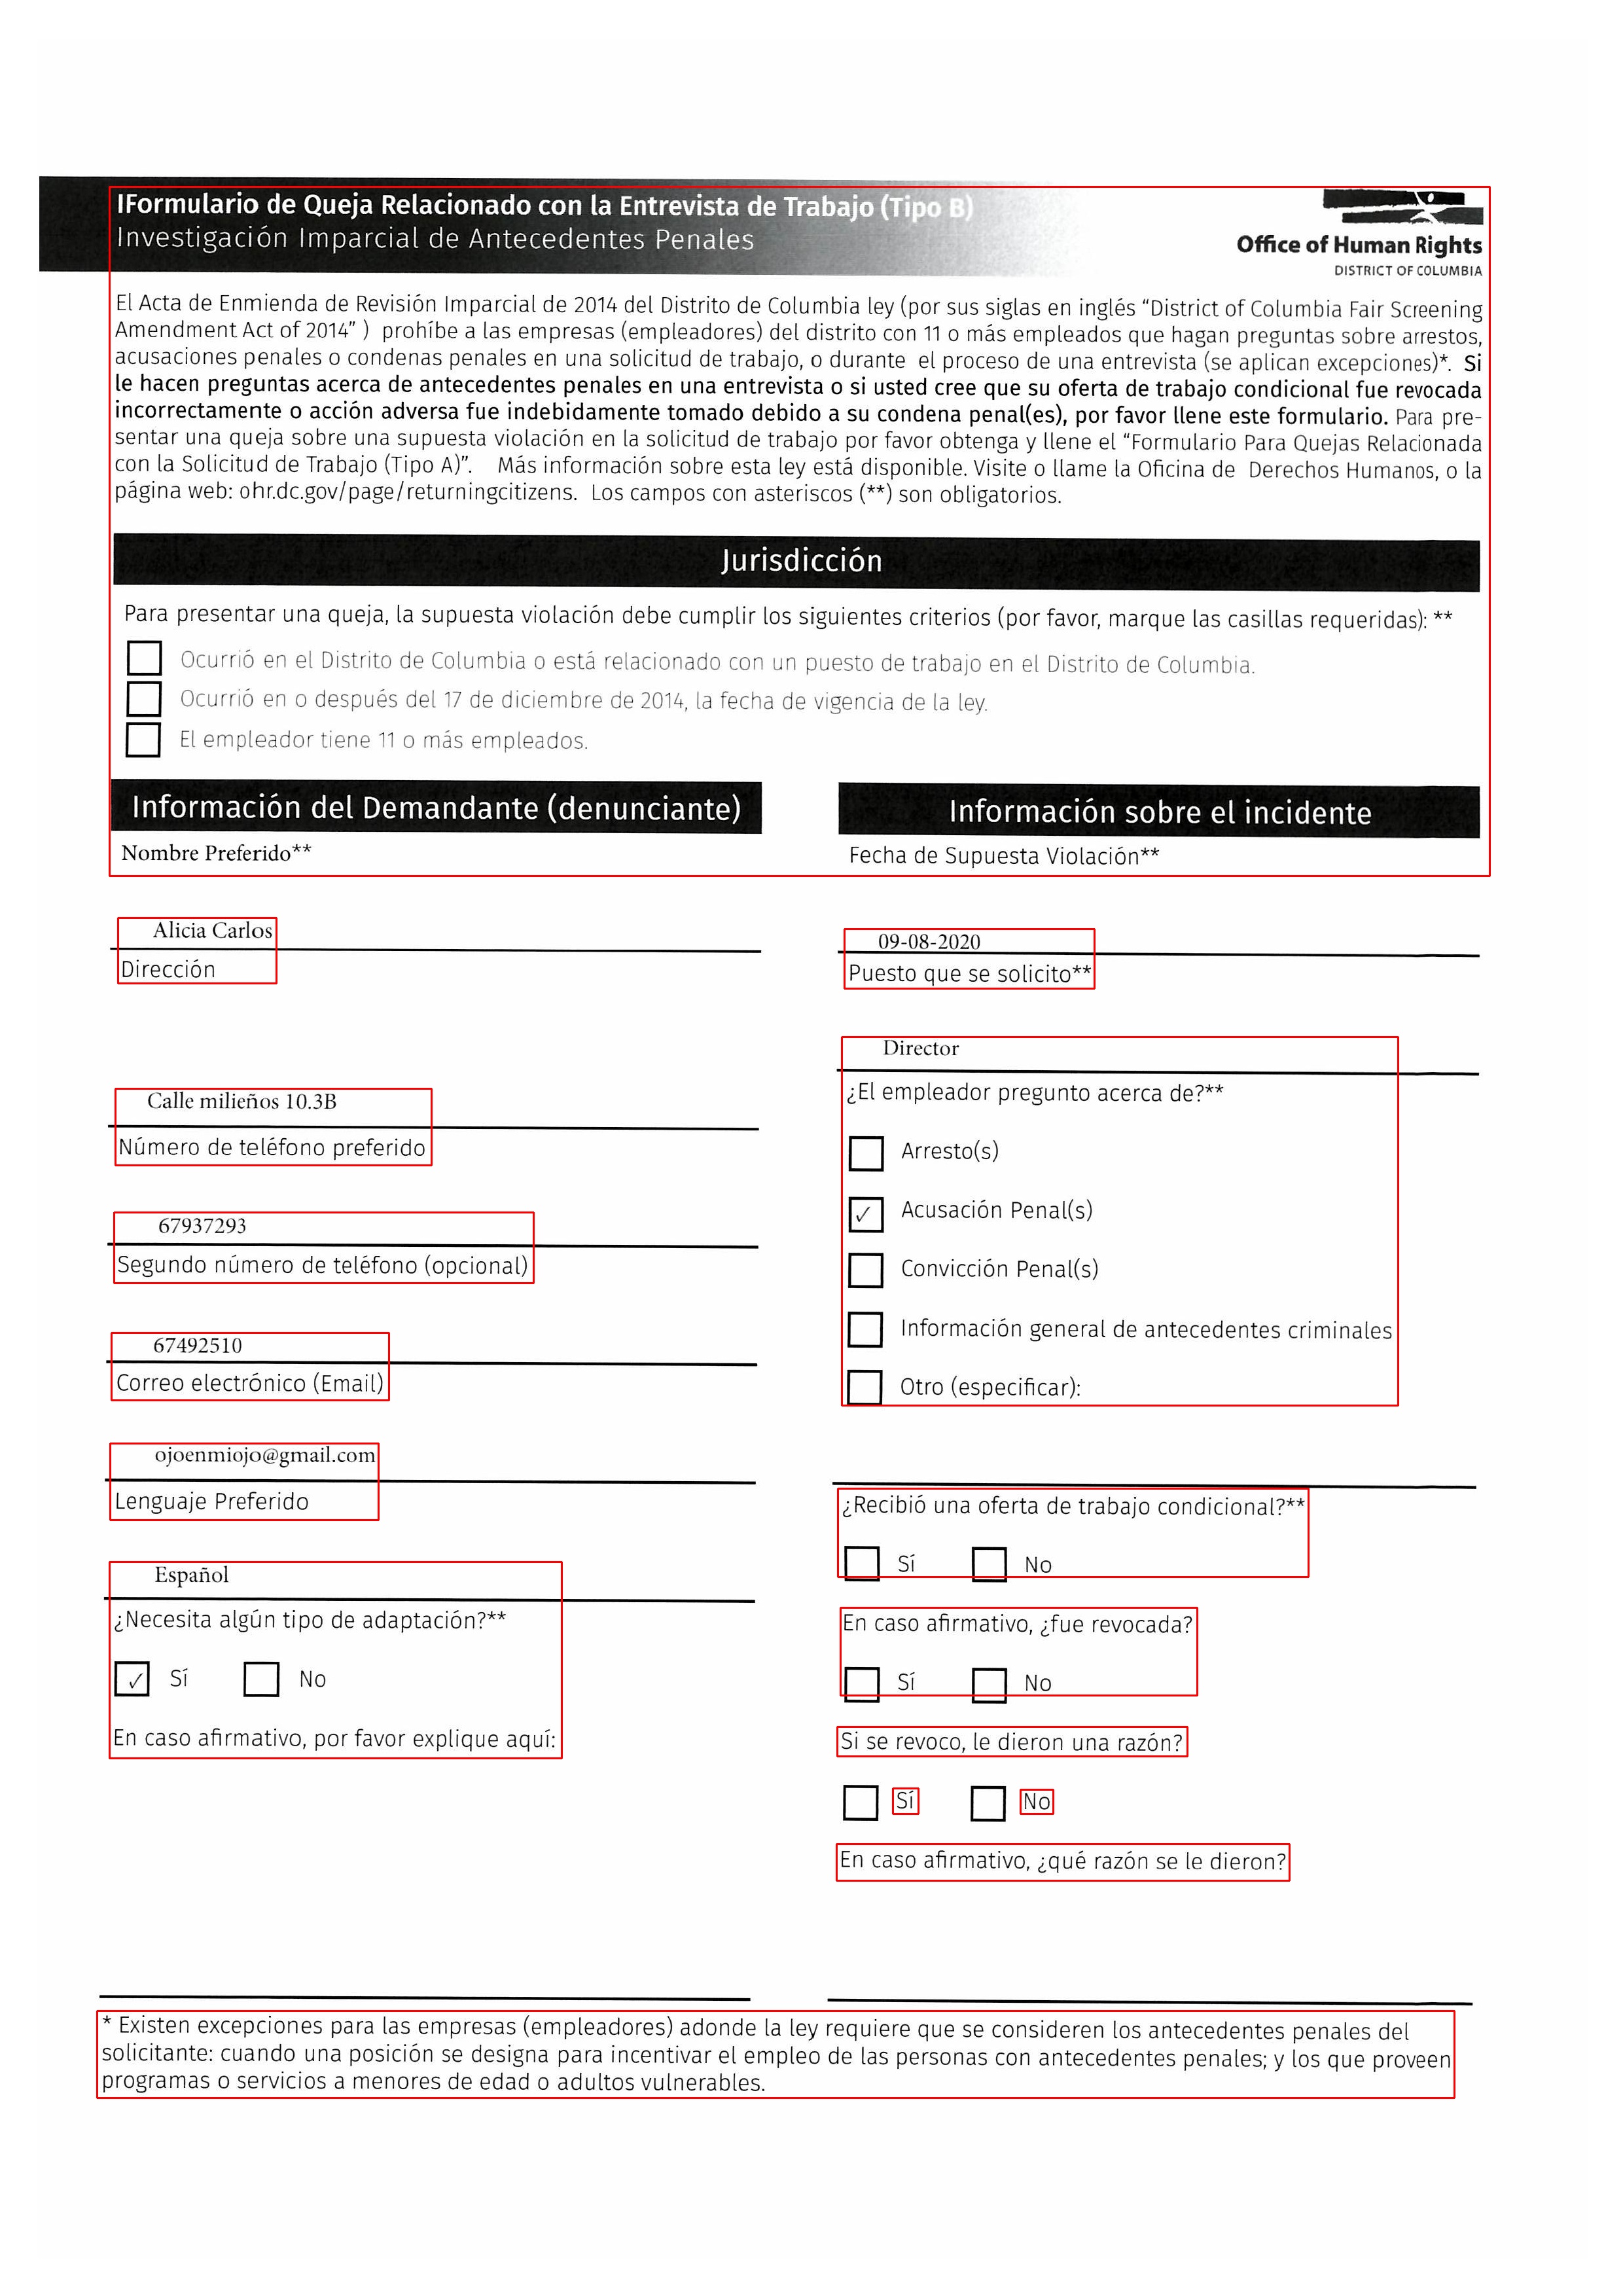 IFormulario de Queja Relacionado con la Entrevista de Trabajo (Tipo B)
Investigación Imparcial de Antecedentes Penales
Office of Human Rights
DISTRICT OF COLUMBIA
El Acta de Enmienda de Revisión Imparcial de 2014 del Distrito de Columbia ley (por sus siglas en inglés “District of Columbia Fair Screening
Amendment Act of 2014” ) prohíbe a las empresas (empleadores) del distrito con 11 o más empleados que hagan preguntas sobre arrestos,
acusaciones penales o condenas penales en una solicitud de trabajo, o durante el proceso de una entrevista (se aplican excepciones)*. Si
le hacen preguntas acerca de antecedentes penales en una entrevista o si usted cree que su oferta de trabajo condicional fue revocada
incorrectamente o acción adversa fue indebidamente tomado debido a su condena penal(es), por favor llene este formulario. Para pre-
sentar una queja sobre una supuesta violación en la solicitud de trabajo por favor obtenga y llene el “Formulario Para Quejas Relacionada
con la Solicitud de Trabajo (Tipo A)”. Más información sobre esta ley está disponible. Visite o llame la Oficina de Derechos Humanos, o la
página web: ohr.dc.gov/page/returningcitizens. Los campos con asteriscos (**) son obligatorios.
Jurisdicción
Para presentar una queja, la supuesta violación debe cumplir los siguientes criterios (por favor, marque las casillas requeridas): **
Ocurrió en el Distrito de Columbia o está relacionado con un puesto de trabajo en el Distrito de Columbia.
Ocurrió en o después del 17 de diciembre de 2014, la fecha de vigencia de la ley.
El empleador tiene 11 o más empleados.
Información del Demandante (denunciante)
Nombre Preferido**
Alicia Carlos
Dirección
Calle milieños 10.3B
Número de teléfono preferido
67937293
Segundo número de teléfono (opcional)
67492510
Correo electrónico (Email)
ojoenmiojo@gmail.com
Lenguaje Preferido
Español
¿Necesita algún tipo de adaptación?**
✓ Sí No
En caso afirmativo, por favor explique aquí:
Información sobre el incidente
Fecha de Supuesta Violación**
09-08-2020
Puesto que se solicito**
Director
¿El empleador pregunto acerca de?**
Arresto(s)
✓ Acusación Penal(s)
Convicción Penal(s)
Información general de antecedentes criminales
Otro (especificar):
¿Recibió una oferta de trabajo condicional?**
Sí No
En caso afirmativo, ¿fue revocada?
Sí No
Si se revoco, le dieron una razón?
Sí No
En caso afirmativo, ¿qué razón se le dieron?
* Existen excepciones para las empresas (empleadores) adonde la ley requiere que se consideren los antecedentes penales del
solicitante: cuando una posición se designa para incentivar el empleo de las personas con antecedentes penales; y los que proveen
programas o servicios a menores de edad o adultos vulnerables.